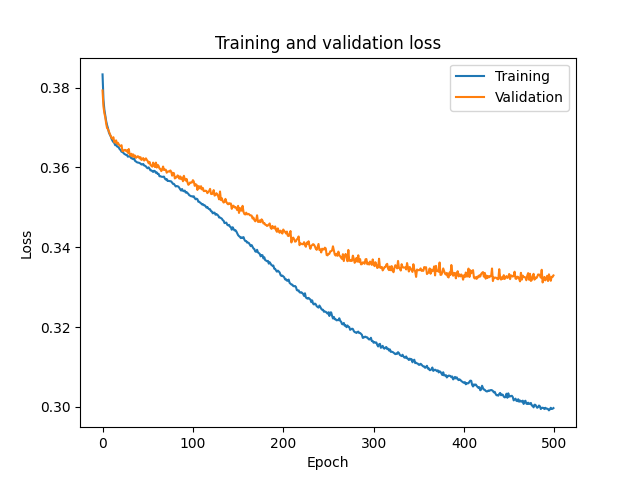 Training and validation loss
Training
Validation
0.38
0.36
0.34
0.32
0.30
Loss
0 100 200 300 400 500
Epoch